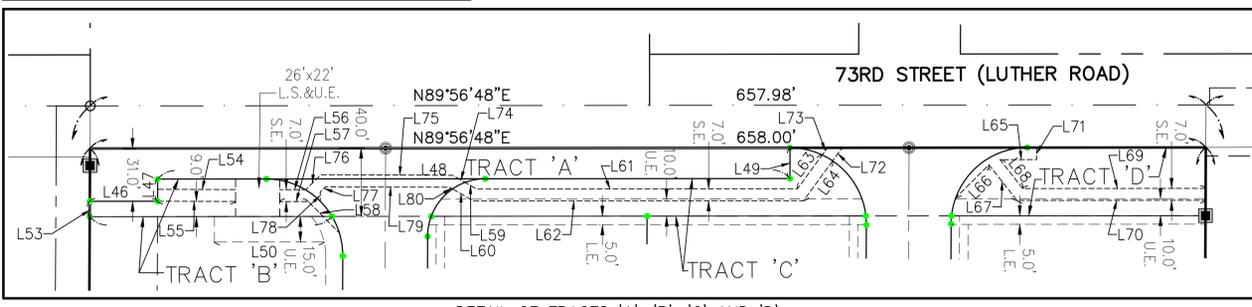 73RD STREET (LUTHER ROAD)
26'x22'
L.S.&U.E.
N89°56'48"E
657.98'
N89°56'48"E
658.00'
L56
L57
7.0'
S.E.
40.0'
L76
L75
L74
L73
7.0'
S.E.
L65
L71
S.E.
7.0'
31.0'
9.0'
L54
L47
L46
L48
TRACT 'A'
L61
10.0'
U.E.
L49
L63
L64
L72
L66
L67
L68
L69
TRACT 'D'
L53
L55
L77
L58
L78
L79
L80
L59
L60
L62
L50
15.0'
U.E.
5.0'
L.E.
5.0'
L.E.
L70
10.0'
U.E.
TRACT 'B'
TRACT 'C'